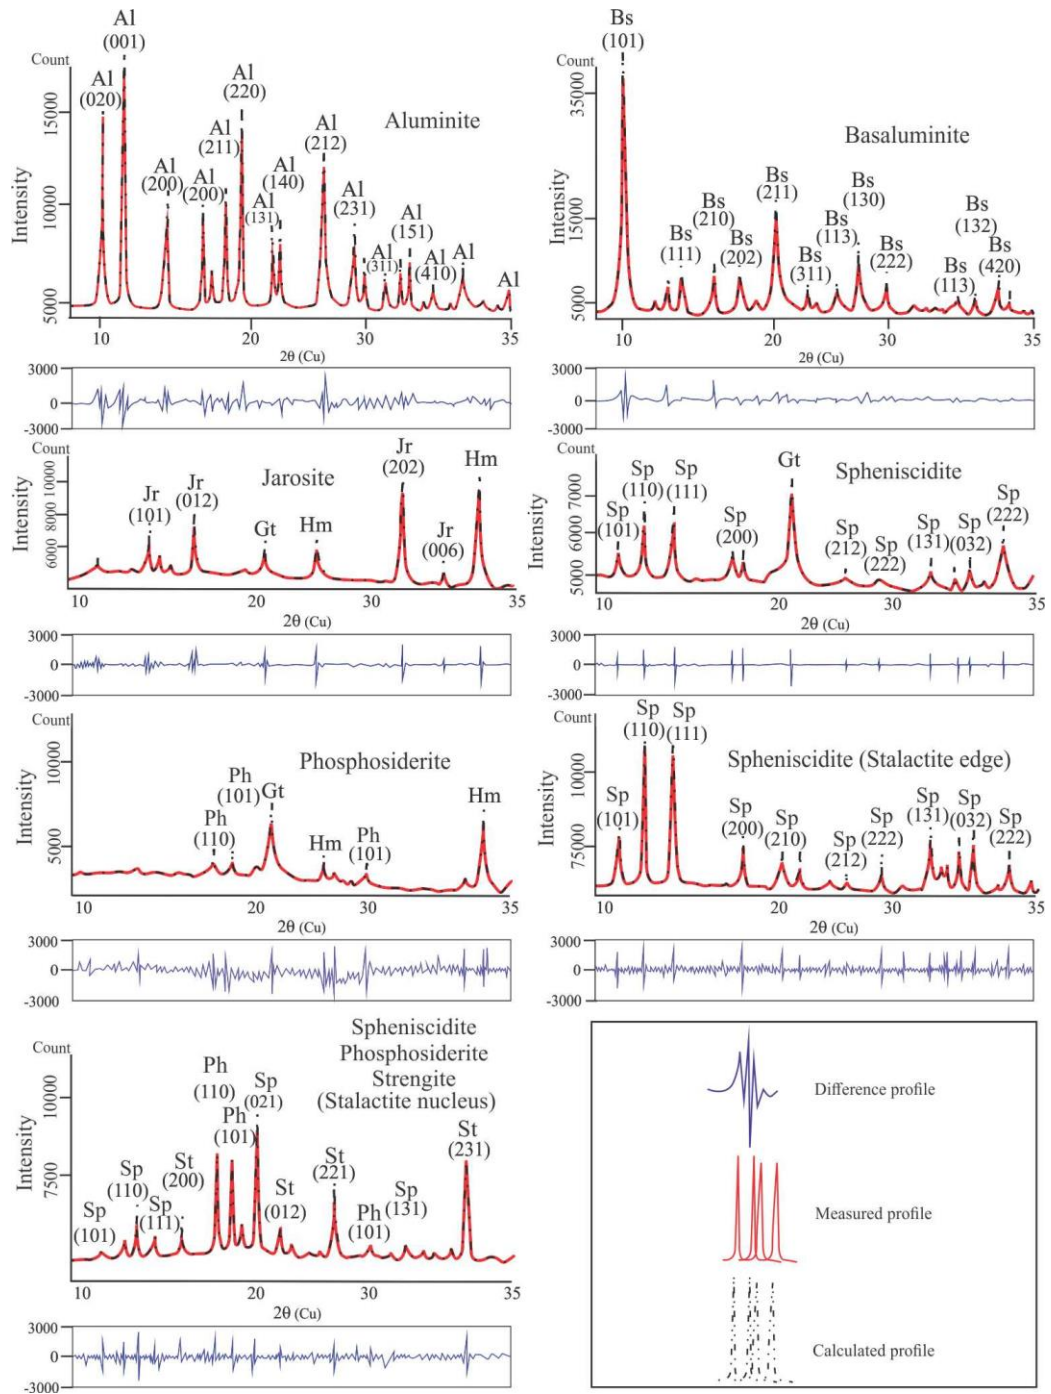 Count
Al
(001)
Al
(020)
Al
(220)
Al
(211)
Al
(200)
Al
(200)
Al
(140)
Al
(131)
Al
(212)
Al
(231)
Al
(311)
Al
(151)
Al
(410)
Al
Al
Aluminite
Intensity
15000
10000
5000
10
20
30
35
2θ (Cu)
3000
0
-3000
Count
Bs
(101)
Basaluminite
Bs
(111)
Bs
(210)
Bs
(202)
Bs
(211)
Bs
(311)
Bs
(113)
Bs
(130)
Bs
(222)
Bs
(113)
Bs
(132)
Bs
(420)
Intensity
35000
15000
5000
10
20
30
35
2θ (Cu)
3000
0
-3000
Count
Jarosite
Jr
(101)
Jr
(012)
Gt
Hm
Jr
(202)
Jr
(006)
Hm
Intensity
10000
8000
6000
10
20
30
35
2θ (Cu)
3000
0
-3000
Count
Spheniscidite
Sp
(101)
Sp
(110)
Sp
(111)
Sp
(200)
Gt
Sp
(212)
Sp
(222)
Sp
(131)
Sp
(032)
Sp
(222)
Intensity
7000
6000
5000
10
20
30
35
2θ (Cu)
3000
0
-3000
Count
Phosphosiderite
Ph
(110)
Ph
(101)
Gt
Hm
Ph
(101)
Hm
Intensity
10000
5000
10
20
30
35
2θ (Cu)
3000
0
-3000
Count
Spheniscidite (Stalactite edge)
Sp
(101)
Sp
(110)
Sp
(111)
Sp
(200)
Sp
(210)
Sp
(212)
Sp
(222)
Sp
(131)
Sp
(032)
Sp
(222)
Intensity
10000
75000
10
20
30
35
2θ (Cu)
3000
0
-3000
Count
Spheniscidite
Phosphosiderite
Strengite
(Stalactite nucleus)
Sp
(101)
Sp
(110)
Sp
(111)
St
(200)
Ph
(110)
Ph
(101)
Sp
(021)
St
(012)
St
(221)
Ph
(101)
Sp
(131)
St
(231)
Intensity
10000
7500
10
20
30
35
2θ (Cu)
3000
0
-3000
Difference profile
Measured profile
Calculated profile